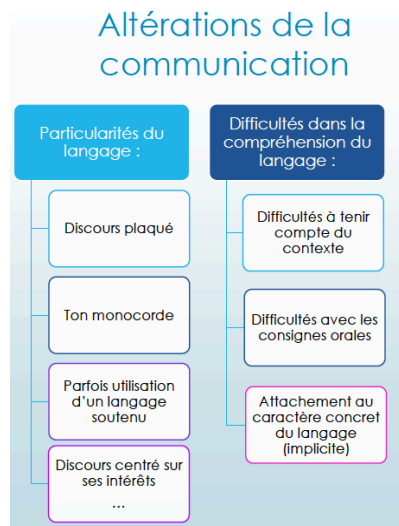 Altérations de la
communication
Particularités du
langage :
Discours plaqué
Ton monocorde
Parfois utilisation
d'un langage
soutenu
Discours centré sur
ses intérêts
...
Difficultés dans la
compréhension du
langage :
Difficultés à tenir
compte du
contexte
Difficultés avec les
consignes orales
Attachement au
caractère concret
du langage
(implicite)